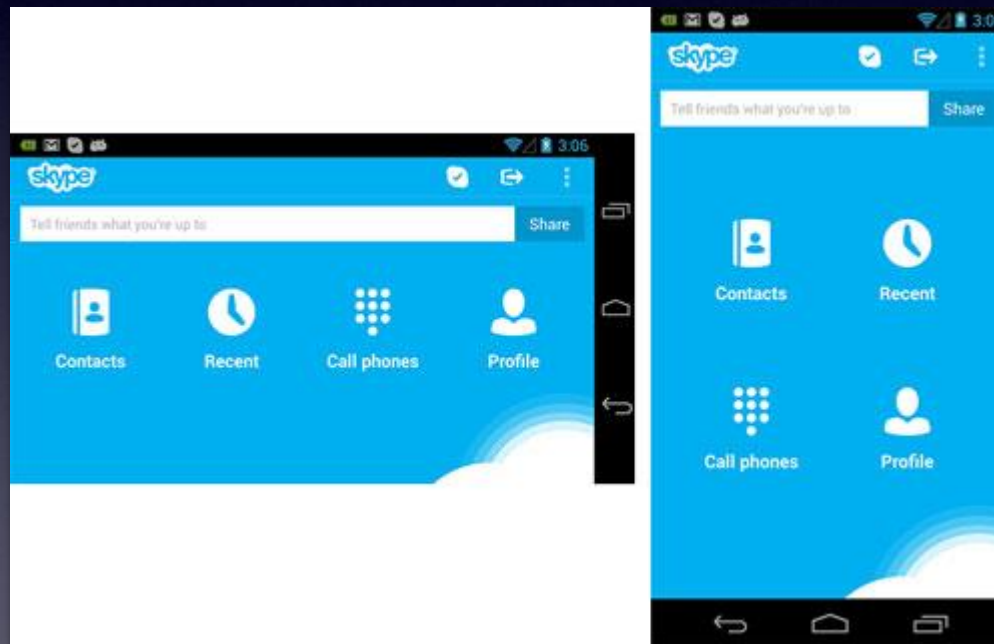 3:06
skype
Tell friends what you're up to
Share
Contacts Recent Call phones Profile
skype
Tell friends what you're up to
Share
Contacts Recent
Call phones Profile